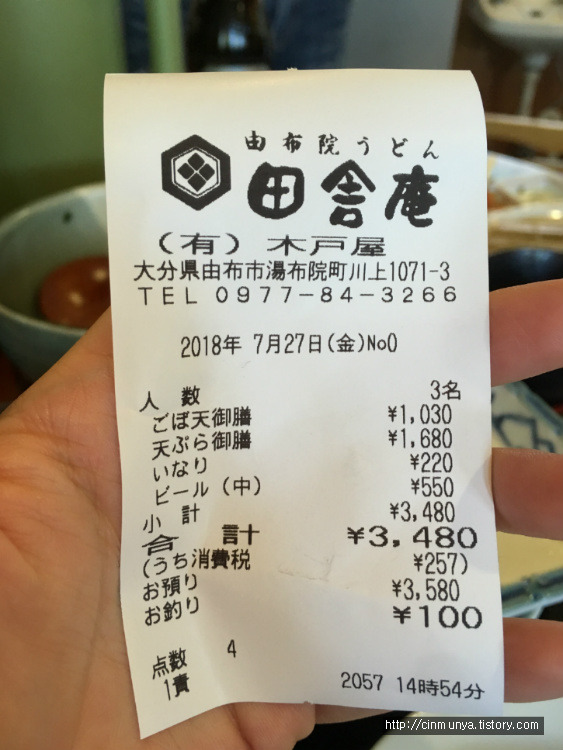 由布院うどん
田舎庵
(有) 木戸屋
大分県由布市湯布院町川上1071-3
TEL 0977-84-3266
2018年 7月27日(金)No0
人 数 3名
ごぼ天御膳 ¥1,030
天ぷら御膳 ¥1,680
いなり ¥220
ビール (中) ¥550
小 計 ¥3,480
合 計 ¥3,480
(うち消費税 ¥257)
お預り ¥3,580
お釣り ¥100
点数 4
1責 2057 14時54分
http://cinmunya.tistory.com